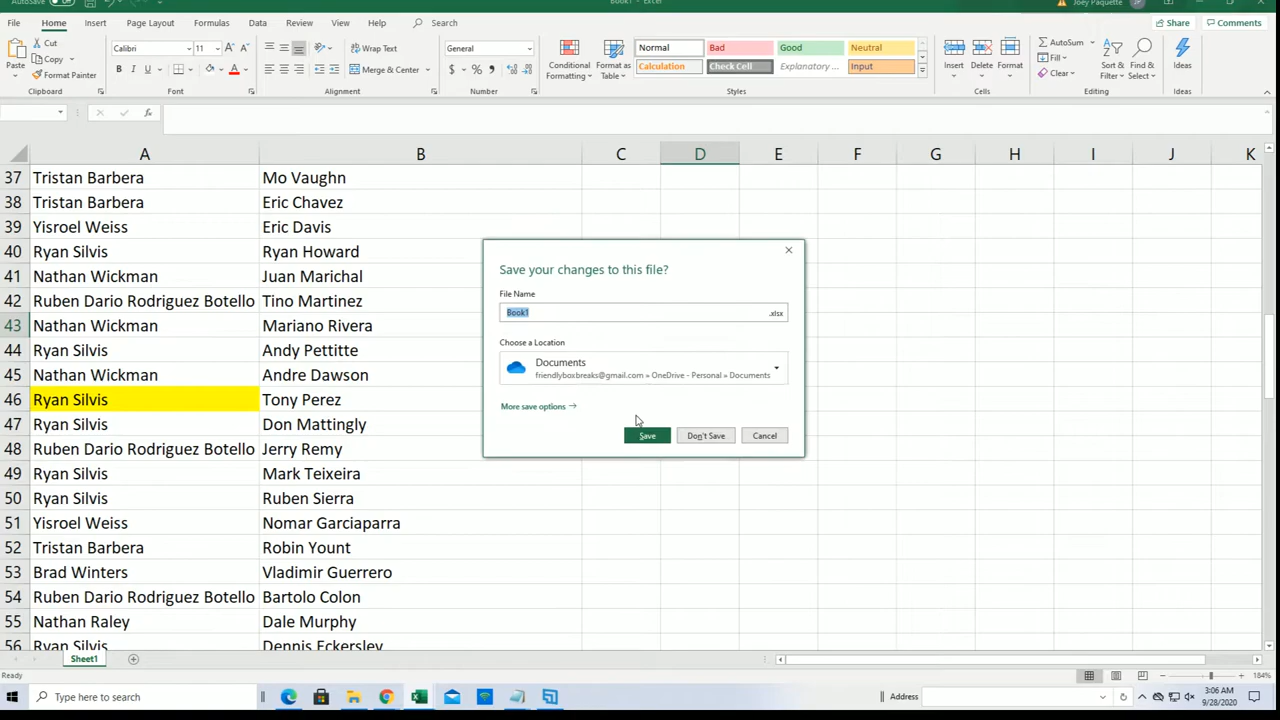 AutoSave Off Book1 - Excel Joey Paquette JP
File Home Insert Page Layout Formulas Data Review View Help Search Share Comments
Paste Cut Copy Format Painter Clipboard
Calibri 11 A A B I U A Font
Wrap Text Merge & Center Alignment
General $ % , Number
Conditional Formatting Format as Table
Normal Bad Good Neutral
Calculation Check Cell Explanatory ... Input
Styles
Insert Delete Format Cells
AutoSum Fill Clear Sort & Filter Find & Select Editing
Ideas Ideas
fx
A B C D E F G H I J K
37 Tristan Barbera Mo Vaughn
38 Tristan Barbera Eric Chavez
39 Yisroel Weiss Eric Davis
40 Ryan Silvis Ryan Howard
41 Nathan Wickman Juan Marichal
42 Ruben Dario Rodriguez Botello Tino Martinez
43 Nathan Wickman Mariano Rivera
44 Ryan Silvis Andy Pettitte
45 Nathan Wickman Andre Dawson
46 Ryan Silvis Tony Perez
47 Ryan Silvis Don Mattingly
48 Ruben Dario Rodriguez Botello Jerry Remy
49 Ryan Silvis Mark Teixeira
50 Ryan Silvis Ruben Sierra
51 Yisroel Weiss Nomar Garciaparra
52 Tristan Barbera Robin Yount
53 Brad Winters Vladimir Guerrero
54 Ruben Dario Rodriguez Botello Bartolo Colon
55 Nathan Raley Dale Murphy
56 Ryan Silvis Dennis Eckersley
Save your changes to this file?
File Name
Book1 .xlsx
Choose a Location
Documents
friendlyboxbreaks@gmail.com » OneDrive - Personal » Documents
More save options
Save Don't Save Cancel
Sheet1
Ready 184%
Type here to search Address 3:06 AM
9/28/2020